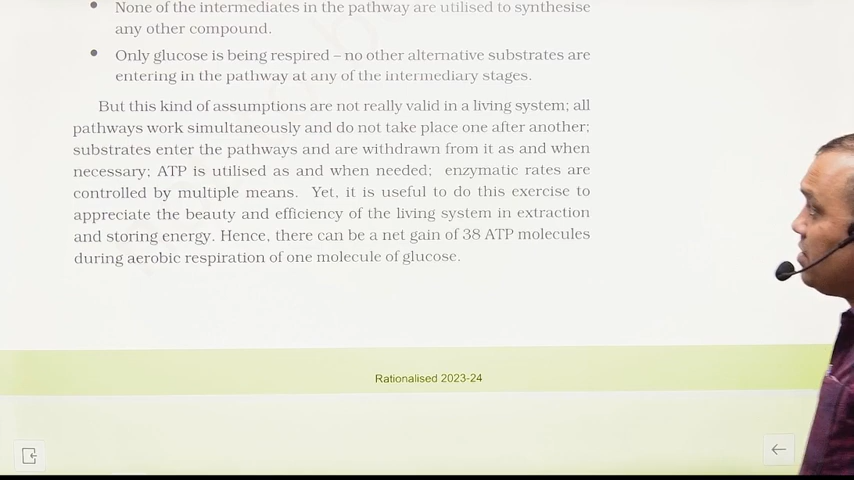 • None of the intermediates in the pathway are utilised to synthesise
any other compound.
• Only glucose is being respired – no other alternative substrates are
entering in the pathway at any of the intermediary stages.
But this kind of assumptions are not really valid in a living system; all
pathways work simultaneously and do not take place one after another;
substrates enter the pathways and are withdrawn from it as and when
necessary; ATP is utilised as and when needed; enzymatic rates are
controlled by multiple means. Yet, it is useful to do this exercise to
appreciate the beauty and efficiency of the living system in extraction
and storing energy. Hence, there can be a net gain of 38 ATP molecules
during aerobic respiration of one molecule of glucose.
Rationalised 2023-24